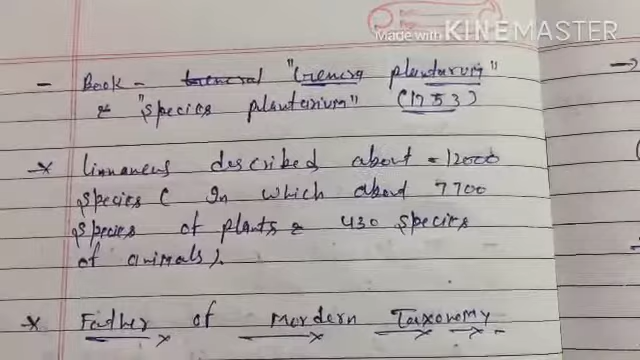 Made with KINEMASTER
- Book - "Genera plantarum"
& "species plantarium" (1753)
* linnaeus described about = 12000
species ( In which about 7700
species of plants & 430 species
of animals ).
* Father of Mordern Taxonomy